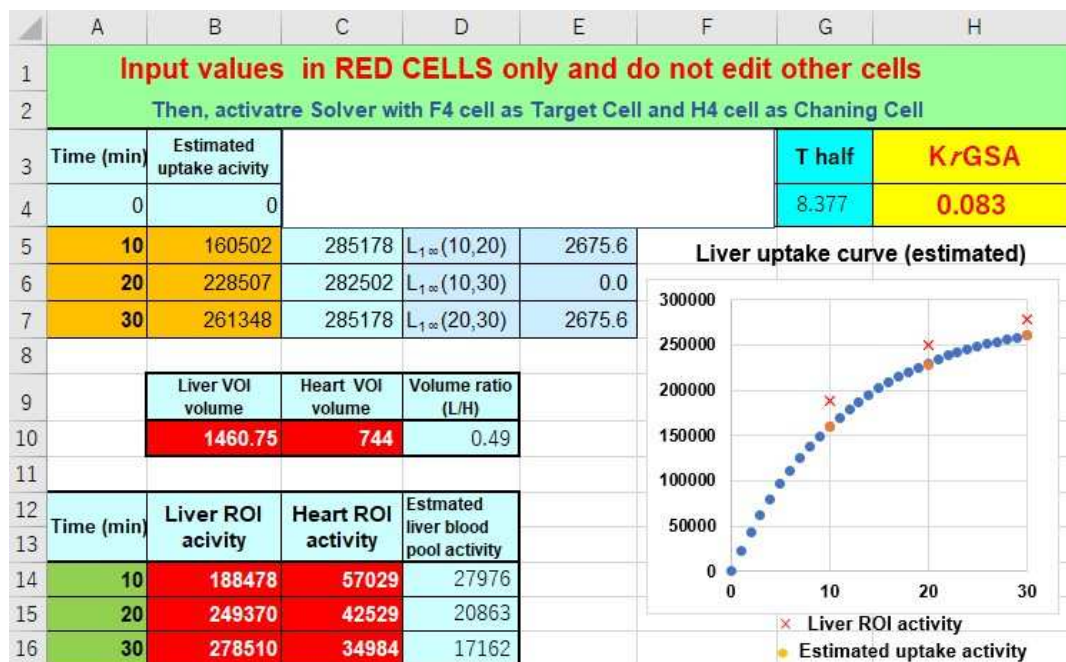 A B C D E F G H
1 Input values in RED CELLS only and do not edit other cells
2 Then, activatre Solver with F4 cell as Target Cell and H4 cell as Chaning Cell
3 Time (min) Estimated uptake acivity T half KrGSA
4 0 0 8.377 0.083
5 10 160502 285178 L1∞(10,20) 2675.6
6 20 228507 282502 L1∞(10,30) 0.0
7 30 261348 285178 L1∞(20,30) 2675.6
Liver uptake curve (estimated)
300000
250000
200000
150000
100000
50000
0
0 10 20 30
× Liver ROI activity
Estimated uptake activity
8
9 Liver VOI volume Heart VOI volume Volume ratio (L/H)
10 1460.75 744 0.49
11
12
13
Time (min) Liver ROI acivity Heart ROI activity Estmated liver blood pool activity
14 10 188478 57029 27976
15 20 249370 42529 20863
16 30 278510 34984 17162